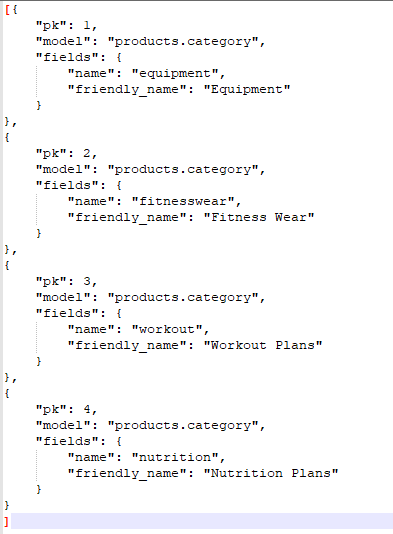 [{
    "pk": 1,
    "model": "products.category",
    "fields": {
        "name": "equipment",
        "friendly_name": "Equipment"
    }
},
{
    "pk": 2,
    "model": "products.category",
    "fields": {
        "name": "fitnesswear",
        "friendly_name": "Fitness Wear"
    }
},
{
    "pk": 3,
    "model": "products.category",
    "fields": {
        "name": "workout",
        "friendly_name": "Workout Plans"
    }
},
{
    "pk": 4,
    "model": "products.category",
    "fields": {
        "name": "nutrition",
        "friendly_name": "Nutrition Plans"
    }
}
]